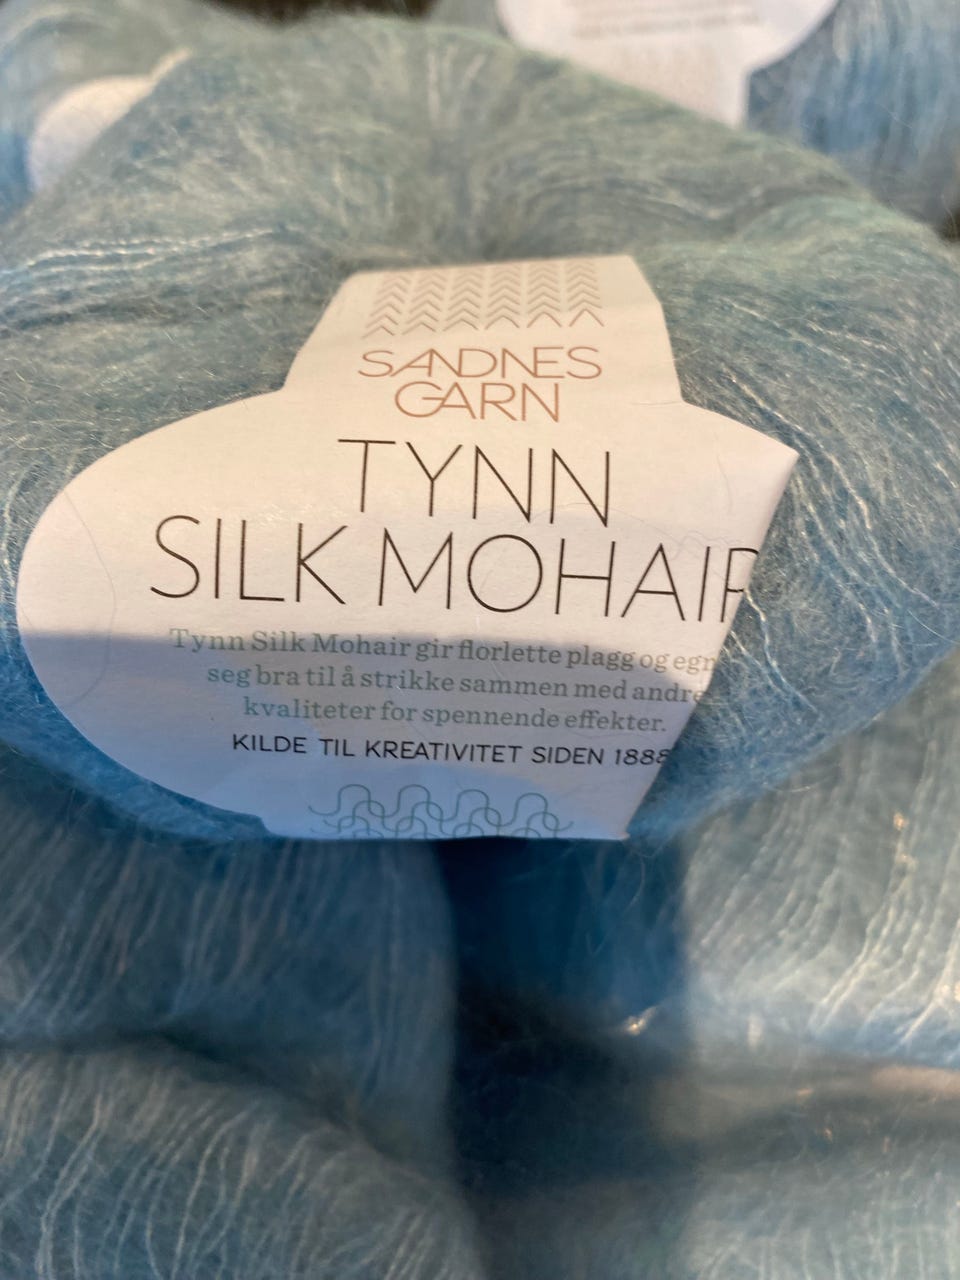 SANDNES
GARN
TYNN
SILK MOHAIR
Tynn Silk Mohair gir florlette plagg og egn
seg bra til å strikke sammen med andre
kvaliteter for spennende effekter.
KILDE TIL KREATIVITET SIDEN 1888